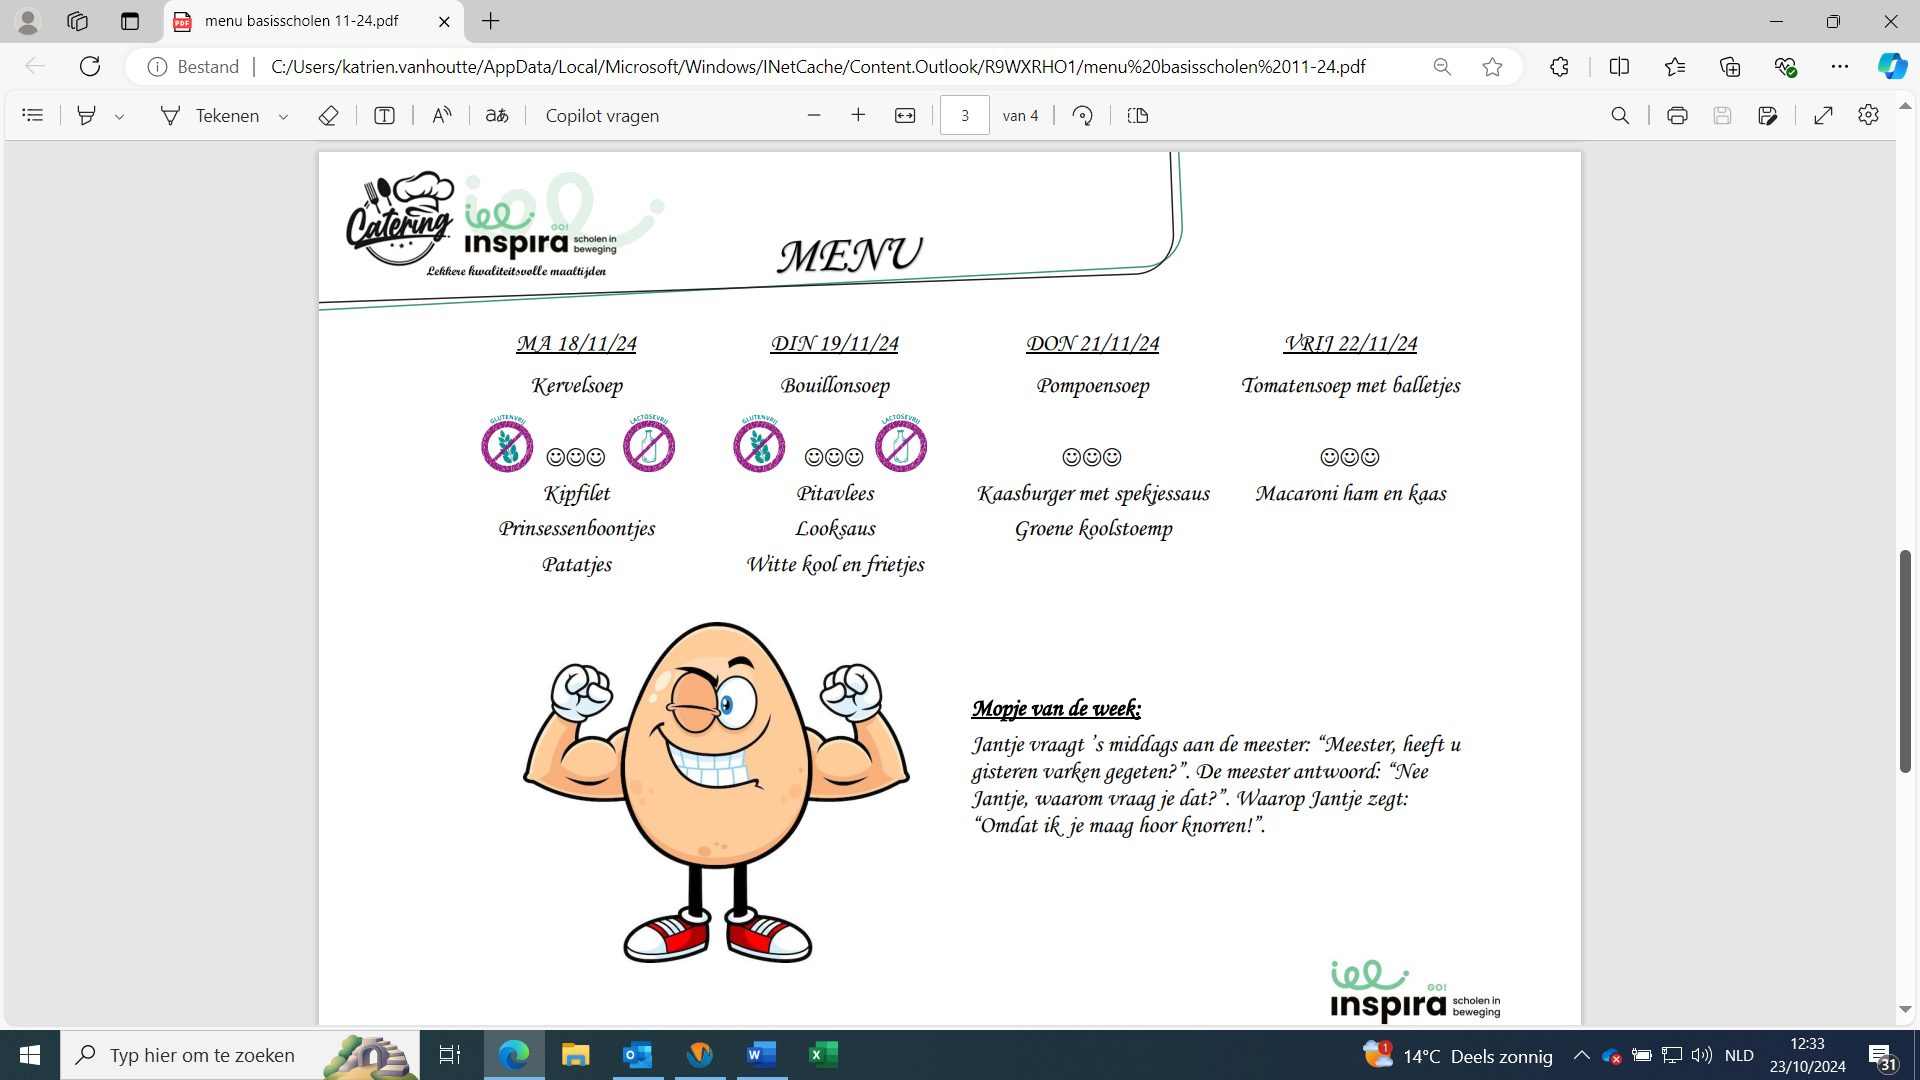 menu basisscholen 11-24.pdf
Bestand
C:/Users/katrien.vanhoutte/AppData/Local/Microsoft/Windows/INetCache/Content.Outlook/R9WXRHO1/menu%20basisscholen%2011-24.pdf
Tekenen
Copilot vragen
3 van 4
Catering
inspira GO! scholen in beweging
Lekkere kwaliteitsvolle maaltijden
MENU
MA 18/11/24
Kervelsoep
GLUTENVRIJ LACTOSEVRIJ
Kipfilet
Prinsessenboontjes
Patatjes
DIN 19/11/24
Bouillonsoep
GLUTENVRIJ LACTOSEVRIJ
Pitavlees
Looksaus
Witte kool en frietjes
DON 21/11/24
Pompoensoep
Kaasburger met spekjessaus
Groene koolstoemp
VRIJ 22/11/24
Tomatensoep met balletjes
Macaroni ham en kaas
Mopje van de week:
Jantje vraagt ’s middags aan de meester: “Meester, heeft u
gisteren varken gegeten?”. De meester antwoord: “Nee
Jantje, waarom vraag je dat?”. Waarop Jantje zegt:
“Omdat ik je maag hoor knorren!”.
inspira GO! scholen in beweging
Typ hier om te zoeken
1
14°C Deels zonnig
NLD
12:33
23/10/2024
31